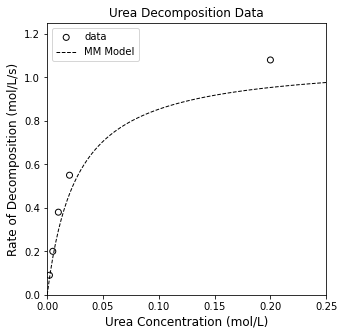 Urea Decomposition Data
data
MM Model
Rate of Decomposition (mol/L/s)
1.2
1.0
0.8
0.6
0.4
0.2
0.0
0.00 0.05 0.10 0.15 0.20 0.25
Urea Concentration (mol/L)